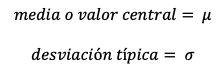 media o valor central = μ
desviación típica = σ